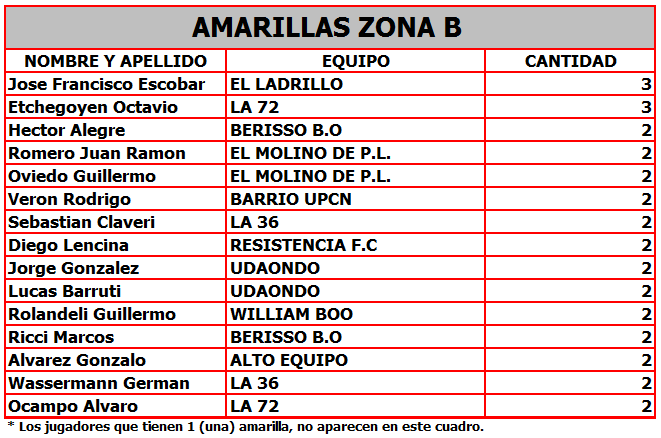 AMARILLAS ZONA B
NOMBRE Y APELLIDO EQUIPO CANTIDAD
Jose Francisco Escobar EL LADRILLO 3
Etchegoyen Octavio LA 72 3
Hector Alegre BERISSO B.O 2
Romero Juan Ramon EL MOLINO DE P.L. 2
Oviedo Guillermo EL MOLINO DE P.L. 2
Veron Rodrigo BARRIO UPCN 2
Sebastian Claveri LA 36 2
Diego Lencina RESISTENCIA F.C 2
Jorge Gonzalez UDAONDO 2
Lucas Barruti UDAONDO 2
Rolandeli Guillermo WILLIAM BOO 2
Ricci Marcos BERISSO B.O 2
Alvarez Gonzalo ALTO EQUIPO 2
Wassermann German LA 36 2
Ocampo Alvaro LA 72 2
* Los jugadores que tienen 1 (una) amarilla, no aparecen en este cuadro.